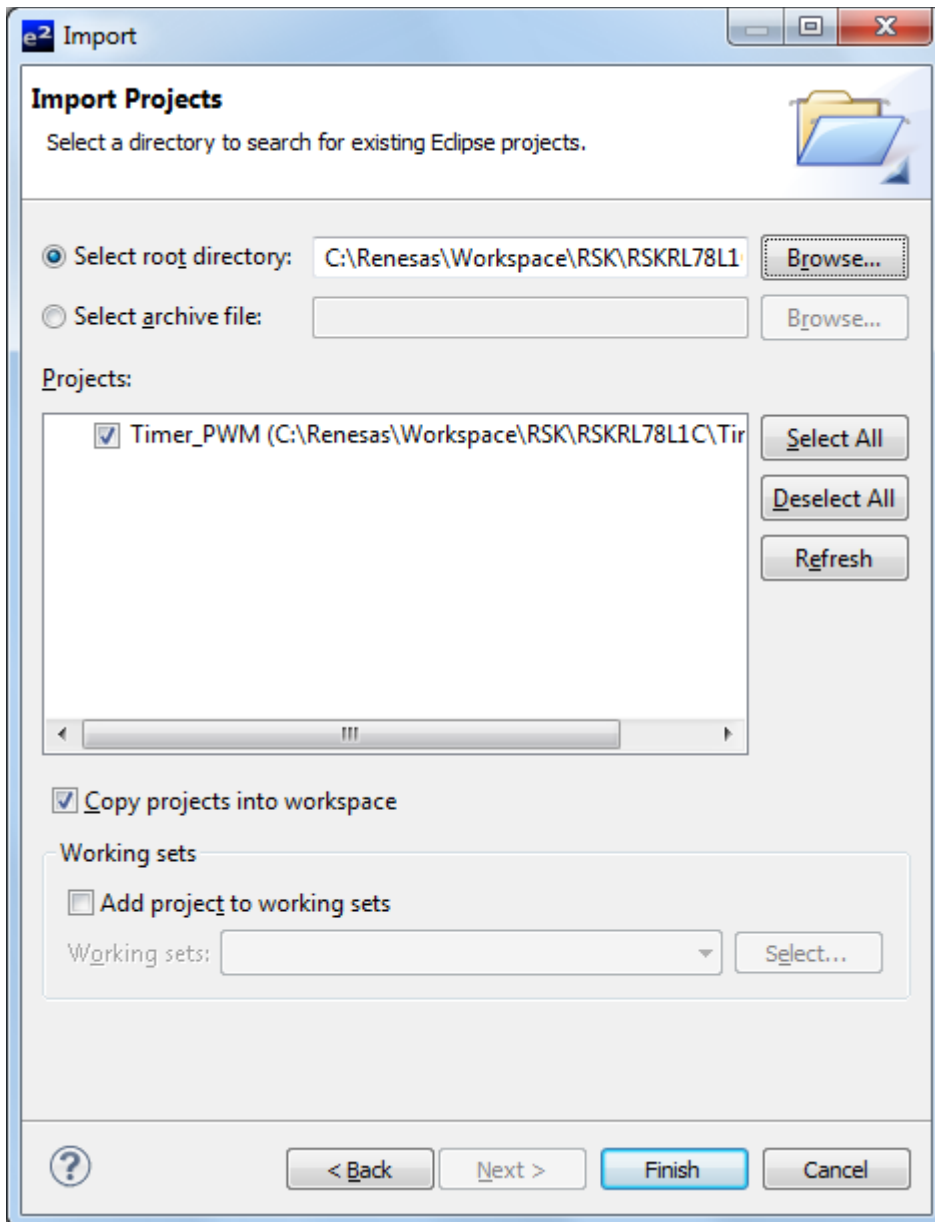 e² Import
Import Projects
Select a directory to search for existing Eclipse projects.
Select root directory: C:\Renesas\Workspace\RSK\RSKRL78L1 Browse...
Select archive file: Browse...
Projects:
Timer_PWM (C:\Renesas\Workspace\RSK\RSKRL78L1C\Tir Select All
Deselect All
Refresh
Copy projects into workspace
Working sets
Add project to working sets
Working sets: Select...
? < Back Next > Finish Cancel